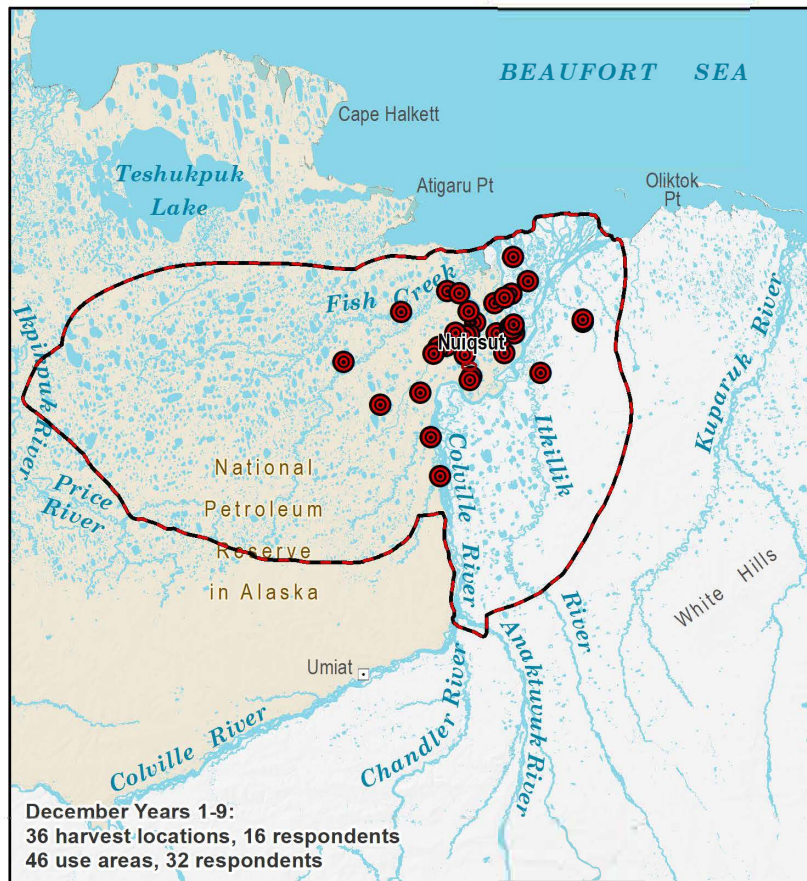 BEAUFORT SEA
Cape Halkett
Teshukpuk
Lake
Atigaru Pt
Oliktok
Pt
Fish Creek
Ikpikpuk River
Nuiqsut
Kuparuk River
Itkillik
River
Colville River
Price
River
National
Petroleum
Reserve
in Alaska
White Hills
Umiat
Anaktuvuk River
Chandler River
Colville River
December Years 1-9:
36 harvest locations, 16 respondents
46 use areas, 32 respondents